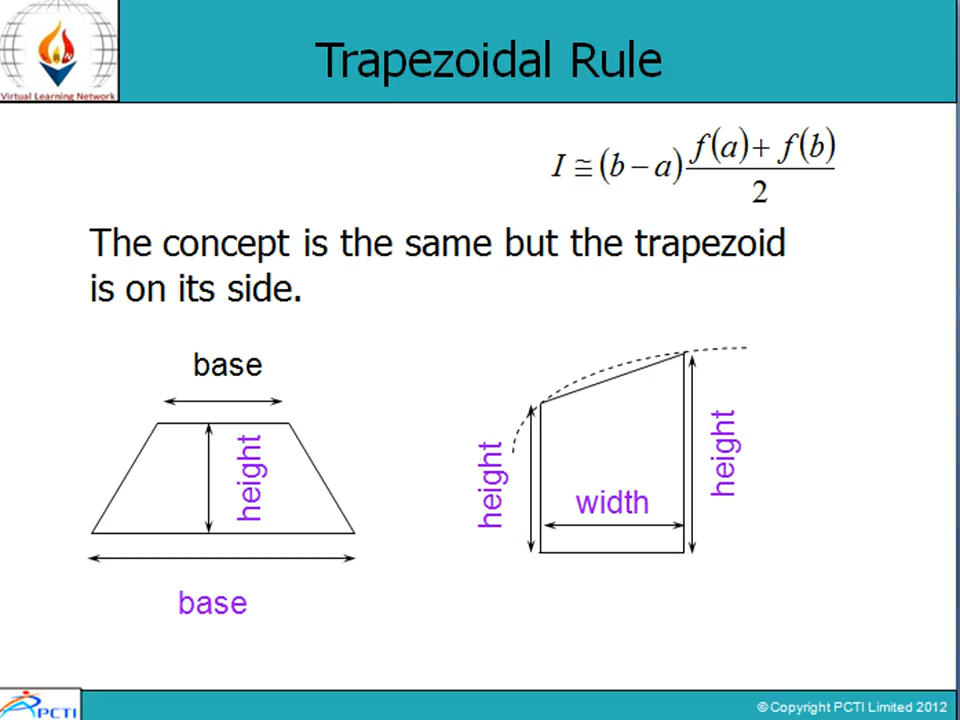 Virtual Learning Network
Trapezoidal Rule
I ≅ (b − a) f(a) + f(b) / 2
The concept is the same but the trapezoid
is on its side.
base
height
base
height
width
height
PCTI
©Copyright PCTI Limited 2012